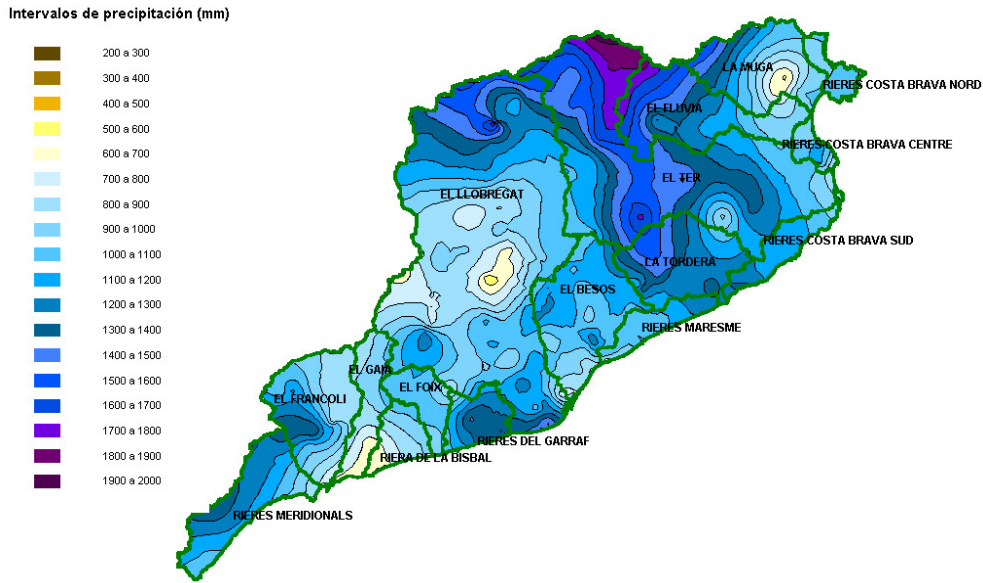 Intervalos de precipitación (mm)
200 a 300
300 a 400
400 a 500
500 a 600
600 a 700
700 a 800
800 a 900
900 a 1000
1000 a 1100
1100 a 1200
1200 a 1300
1300 a 1400
1400 a 1500
1500 a 1600
1600 a 1700
1700 a 1800
1800 a 1900
1900 a 2000
LA MUGA
RIERES COSTA BRAVA NORD
EL FLUVIA
RIERES COSTA BRAVA CENTRE
EL TER
EL LLOBREGAT
RIERES COSTA BRAVA SUD
LA TORDERA
EL BESOS
RIERES MARESME
EL GAIA
EL FOIX
EL FRANCOLI
RIERES DEL GARRAF
RIERA DE LA BISBAL
RIERES MERIDIONALS